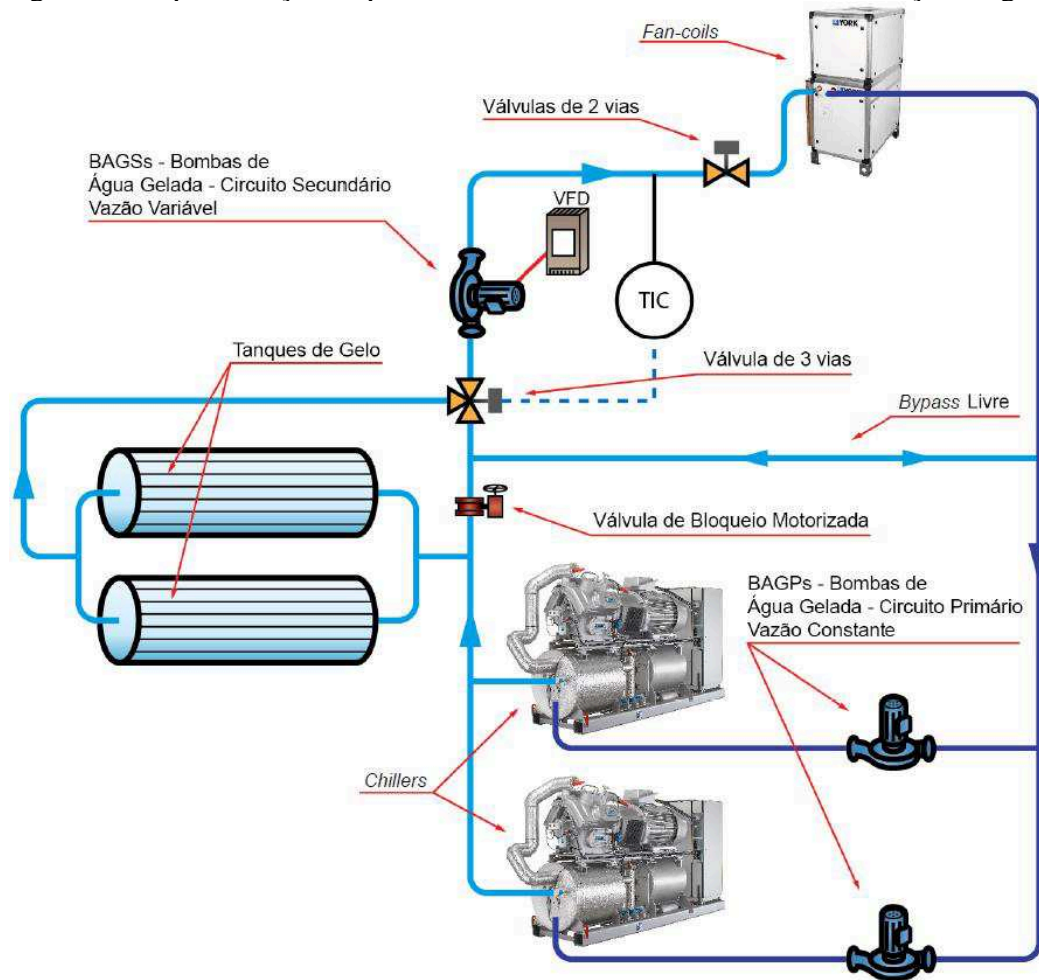 Fan-coils
YORK
YORK
Válvulas de 2 vias
BAGSs - Bombas de
Água Gelada - Circuito Secundário
Vazão Variável
VFD
TIC
Tanques de Gelo
Válvula de 3 vias
Bypass Livre
Válvula de Bloqueio Motorizada
BAGPs - Bombas de
Água Gelada - Circuito Primário
Vazão Constante
Chillers